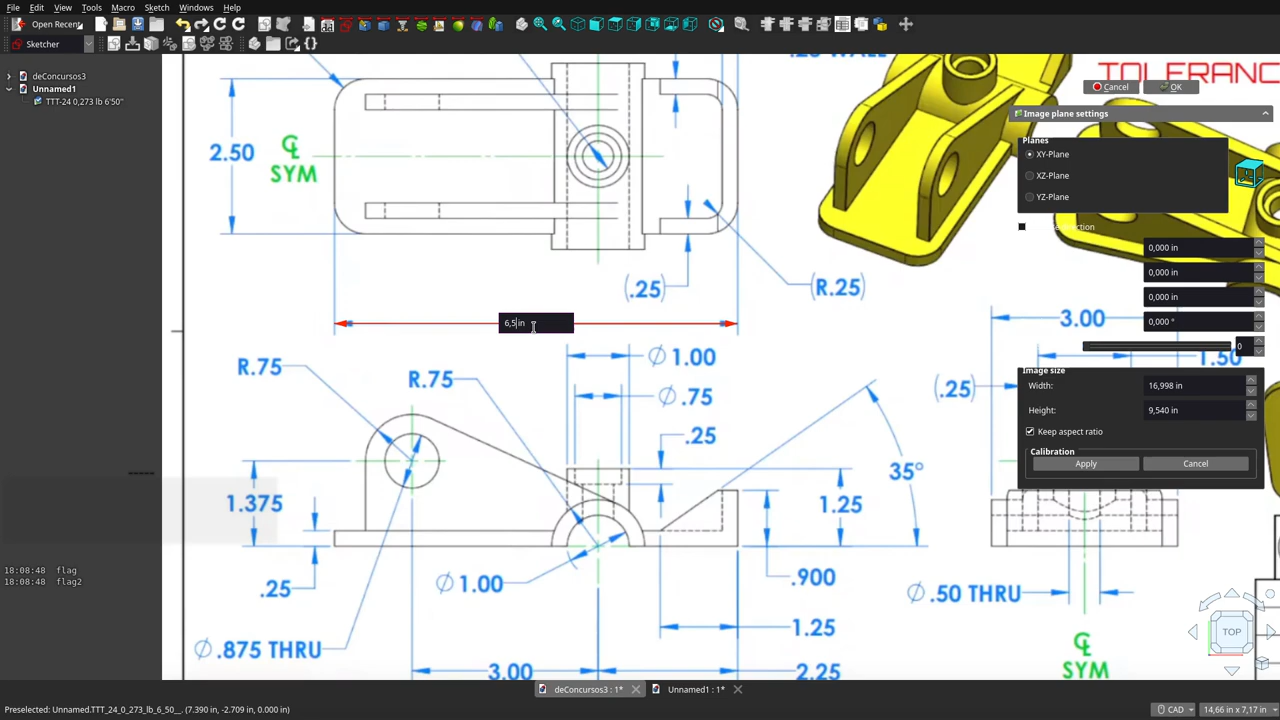 File Edit View Tools Macro Sketch Windows Help
Open Recent
Sketcher
deConcursos3
Unnamed1
TTT-24 0,273 lb 6'50"
18:08:48 flag
18:08:48 flag2
2.50
SYM
(.25)
(R.25)
6,5 in
TOLERANC
R.75
R.75
Ø 1.00
Ø .75
.25
35°
1.375
1.25
.25
Ø 1.00
.900
Ø .875 THRU
1.25
3.00
2.25
3.00
1.50
(.25)
Ø .50 THRU
SYM
Cancel
OK
Image plane settings
Planes
XY-Plane
XZ-Plane
YZ-Plane
0,000 in
0,000 in
0,000 in
0,000 °
0
Image size
Width: 16,998 in
Height: 9,540 in
Keep aspect ratio
Calibration
Apply Cancel
TOP
deConcursos3 : 1*
Unnamed1 : 1*
Preselected: Unnamed.TTT_24_0_273_lb_6_50__. (7.390 in, -2.709 in, 0.000 in)
CAD
14,66 in x 7,17 in